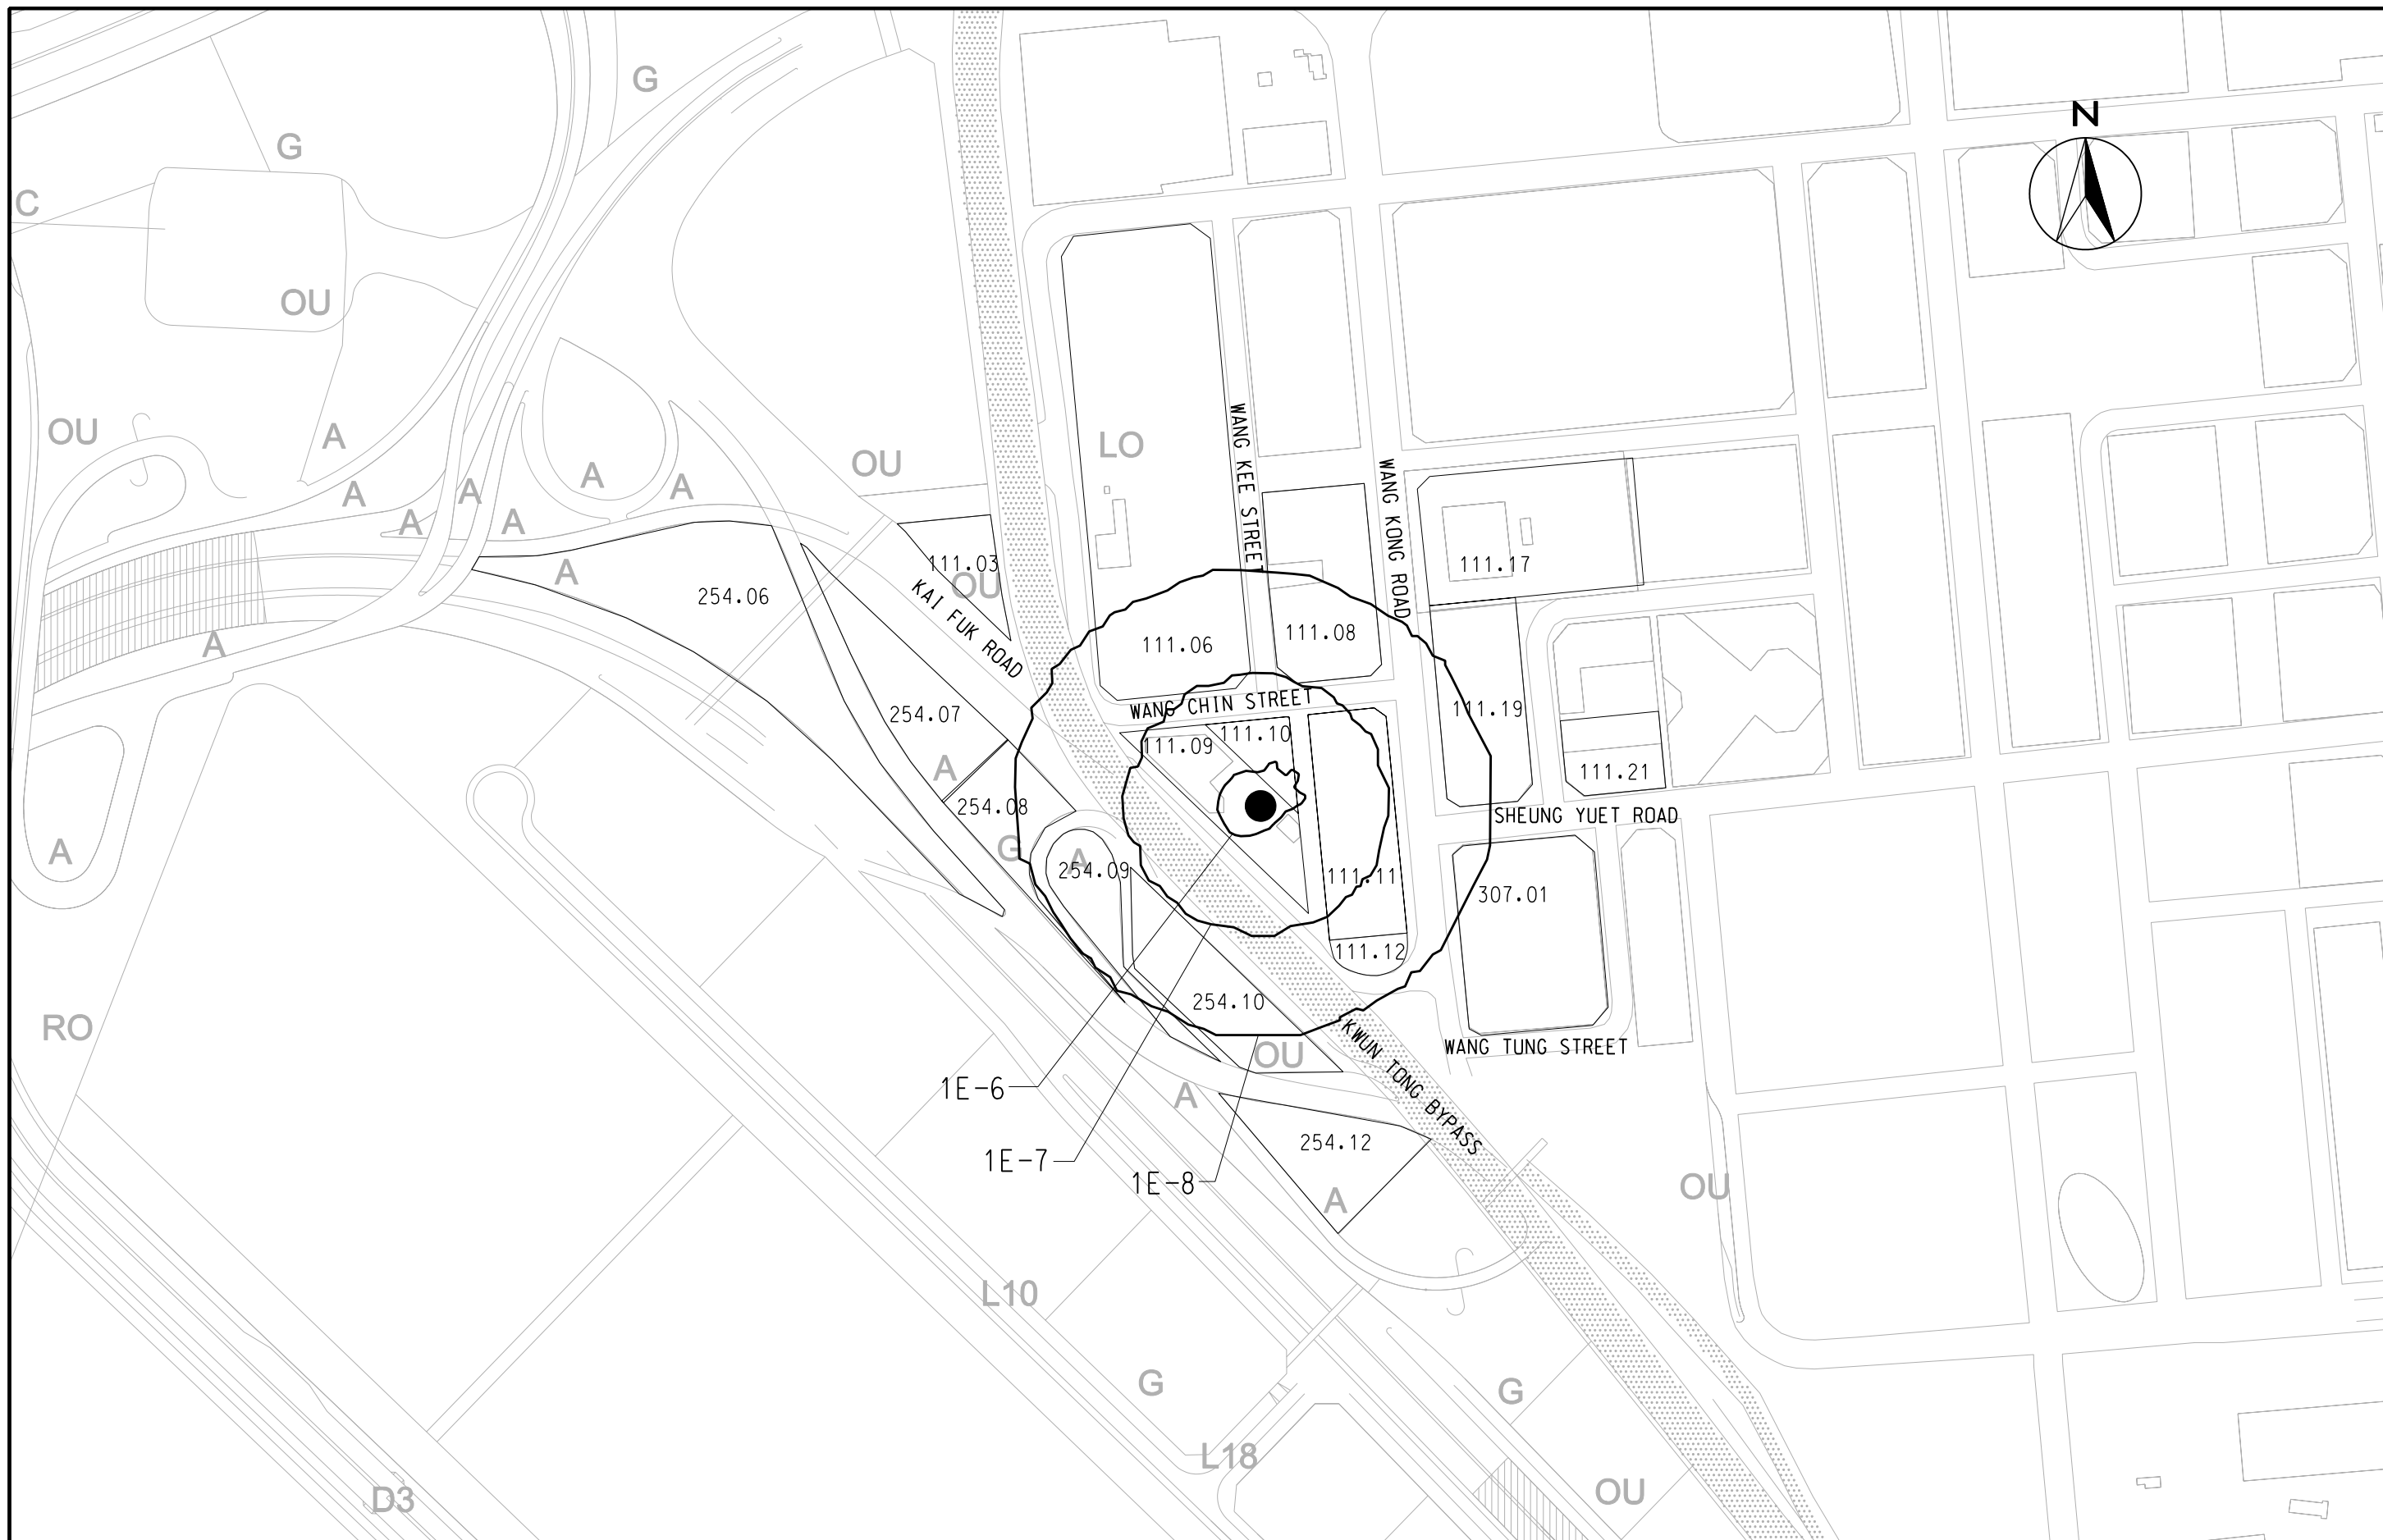 G
N
G
C
OU
OU
A
LO
WANG KEE STREET
OU
A
A
A
A
A
A
WANG KONG ROAD
A
111.03
111.17
OU
A
254.06
KAI FUK ROAD
A
111.06
111.08
254.07
WANG CHIN STREET
111.19
111.09
111.10
A
111.21
254.08
SHEUNG YUET ROAD
A
G
A
254.09
111.11
307.01
111.12
254.10
RO
KWUN TONG BYPASS
WANG TUNG STREET
OU
1E-6
A
254.12
1E-7
1E-8
OU
A
L10
G
G
L18
OU
D3